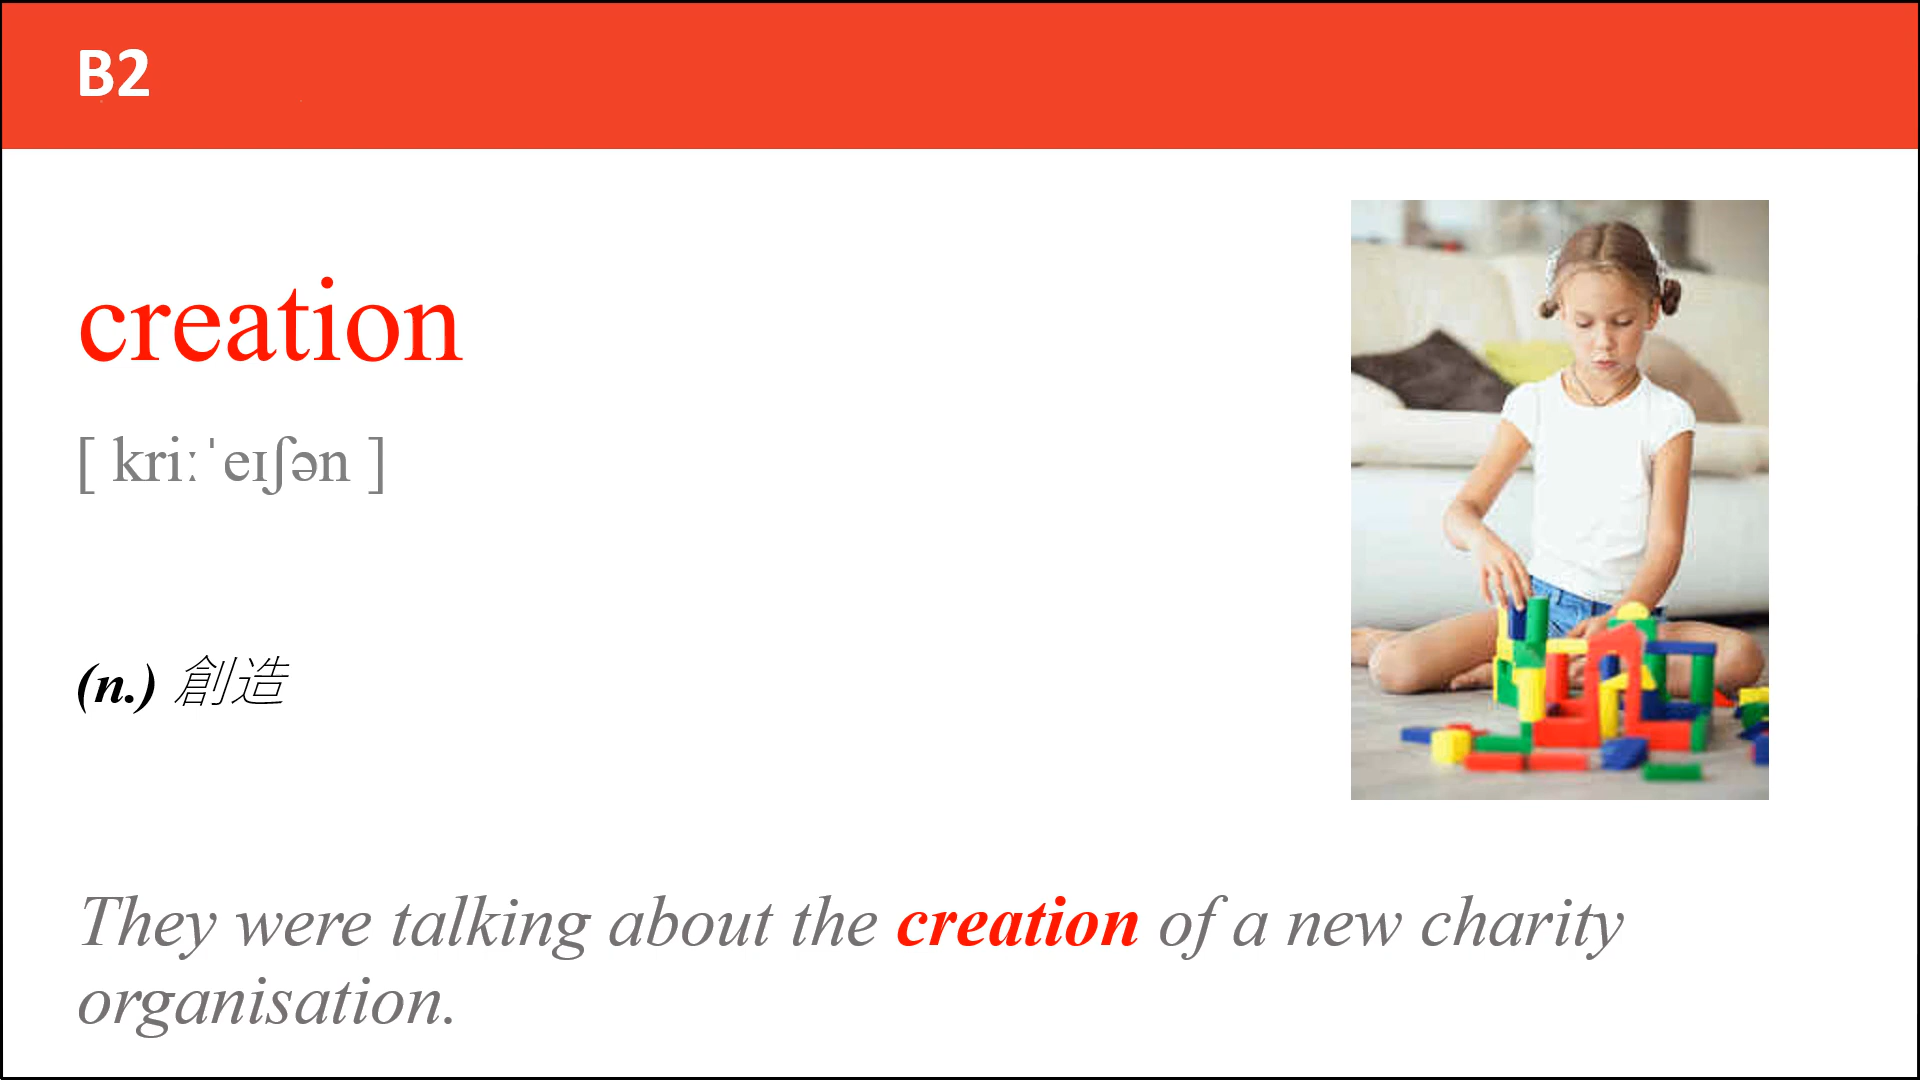 B2
creation
[ kriːˈeɪʃən ]
(n.) 創造
They were talking about the creation of a new charity
organisation.